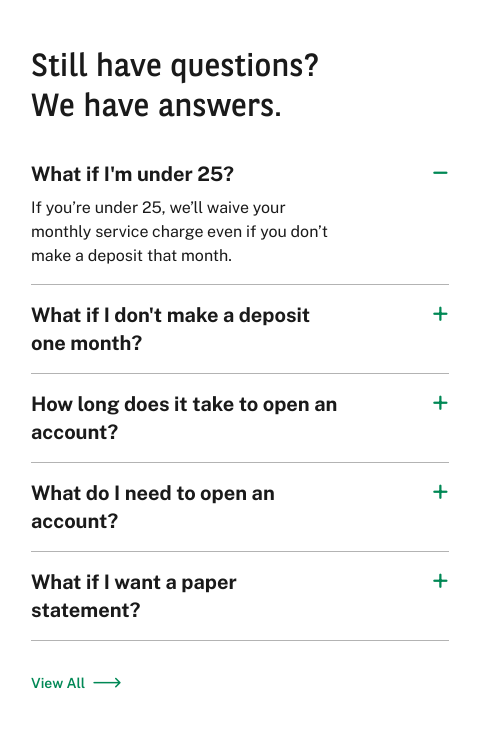 Still have questions?
We have answers.
What if I'm under 25?
If you’re under 25, we’ll waive your
monthly service charge even if you don’t
make a deposit that month.
What if I don't make a deposit
one month?
How long does it take to open an
account?
What do I need to open an
account?
What if I want a paper
statement?
View All